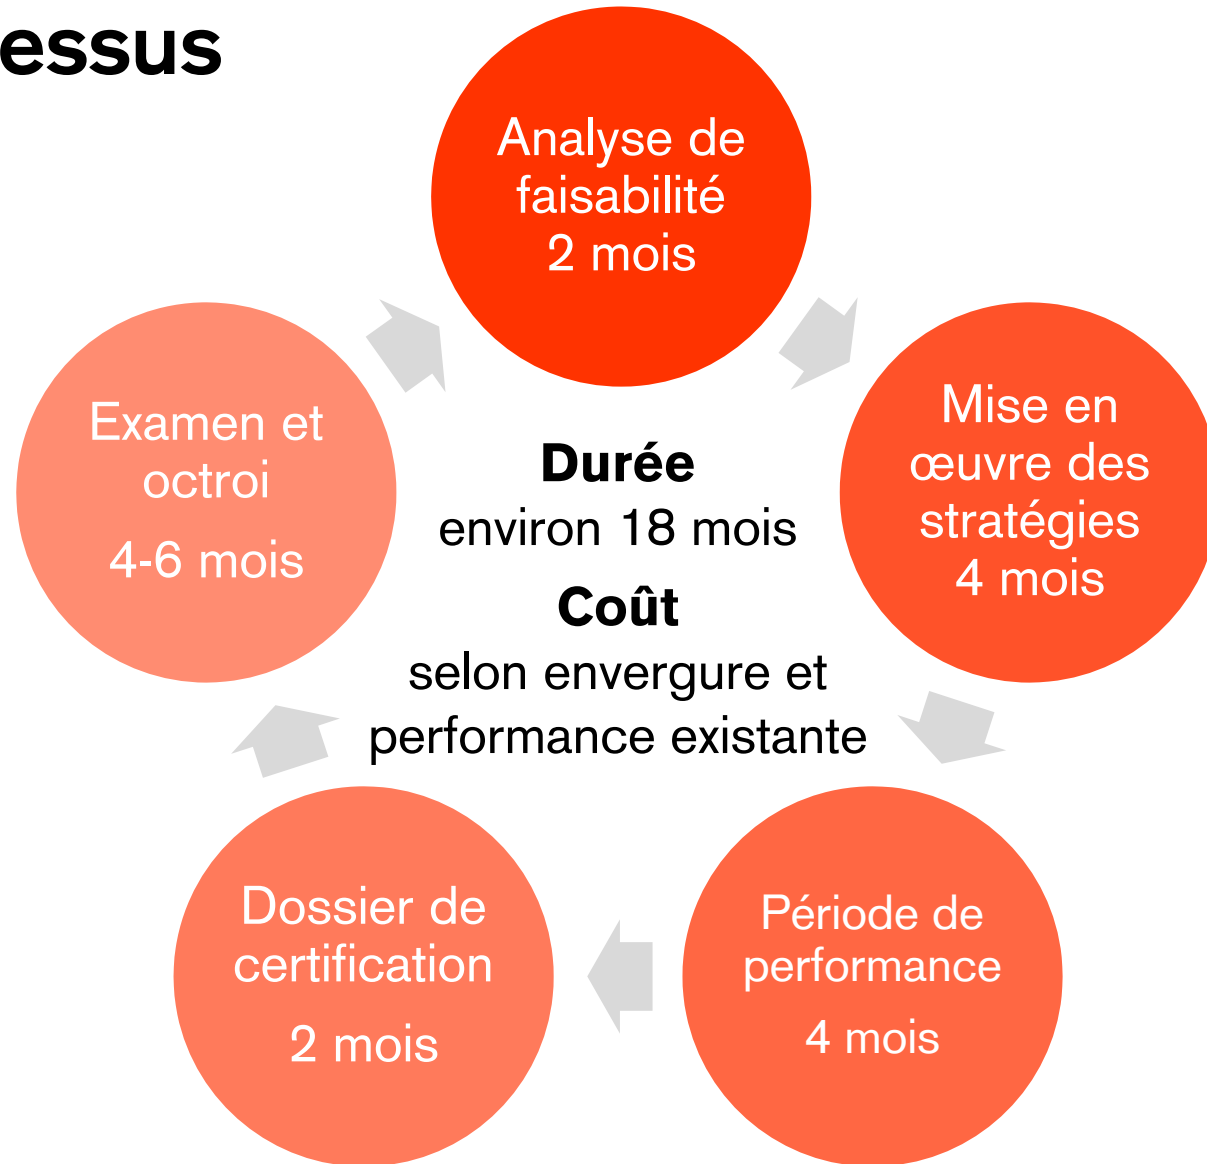 essus
Analyse de
faisabilité
2 mois
Mise en
œuvre des
stratégies
4 mois
Période de
performance
4 mois
Dossier de
certification
2 mois
Examen et
octroi
4-6 mois
Durée
environ 18 mois
Coût
selon envergure et
performance existante